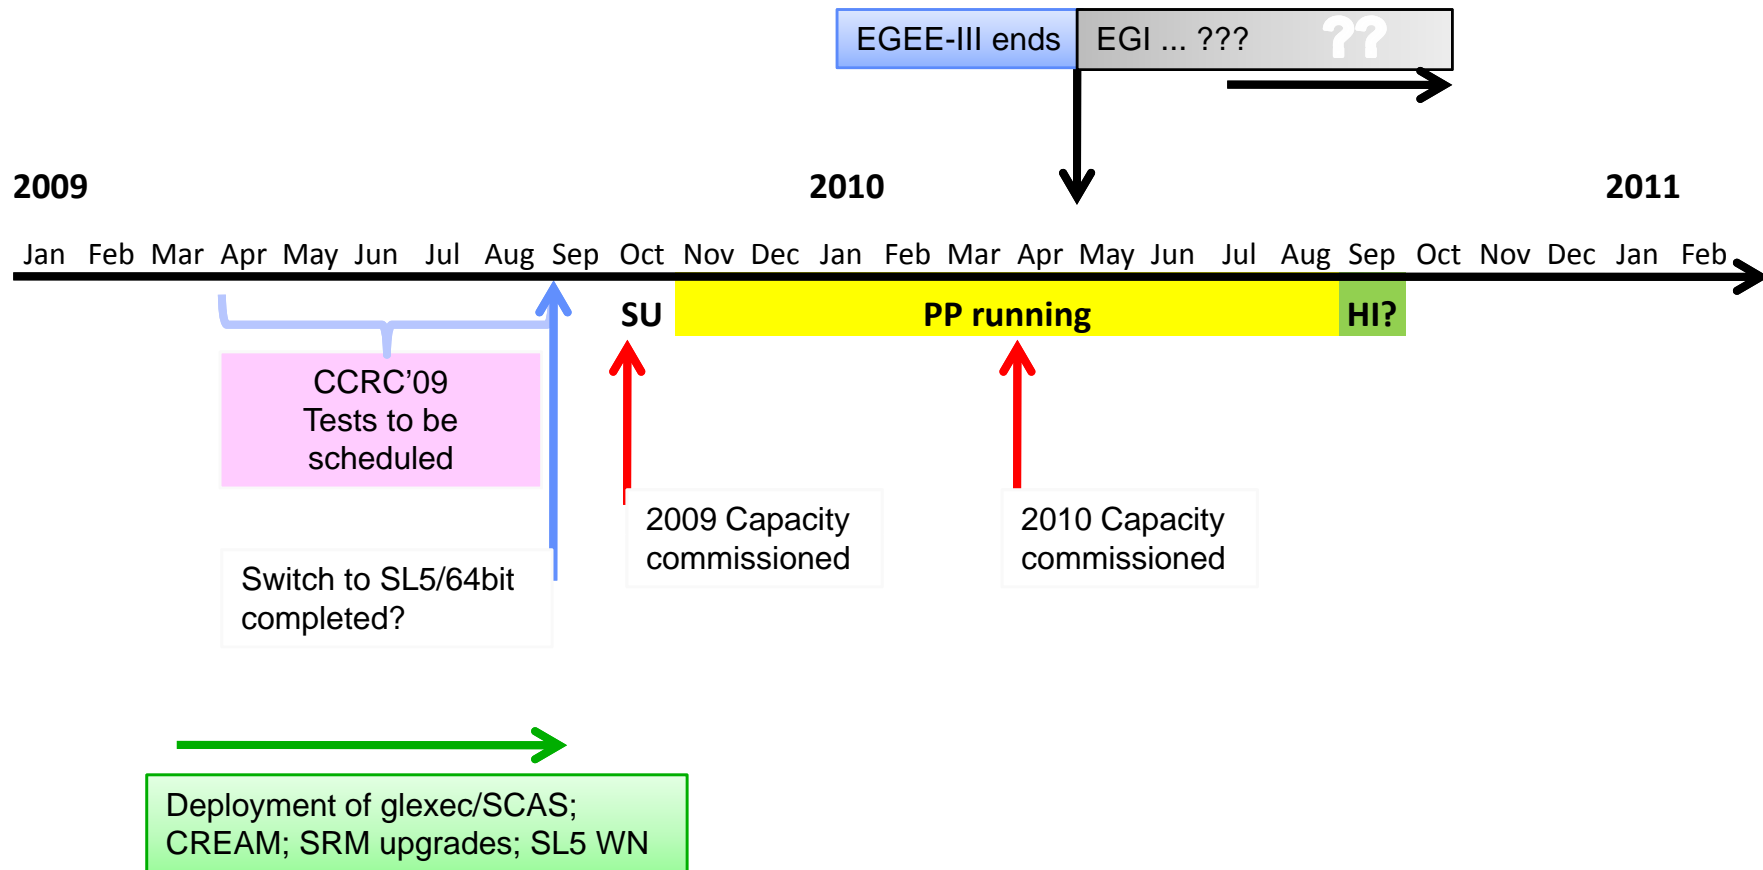 EGEE-III ends
EGI ... ???
??
2009 2010 2011
Jan Feb Mar Apr May Jun Jul Aug Sep Oct Nov Dec Jan Feb Mar Apr May Jun Jul Aug Sep Oct Nov Dec Jan Feb
SU
PP running
HI?
CCRC’09
Tests to be
scheduled
2009 Capacity
commissioned
2010 Capacity
commissioned
Switch to SL5/64bit
completed?
Deployment of glexec/SCAS;
CREAM; SRM upgrades; SL5 WN